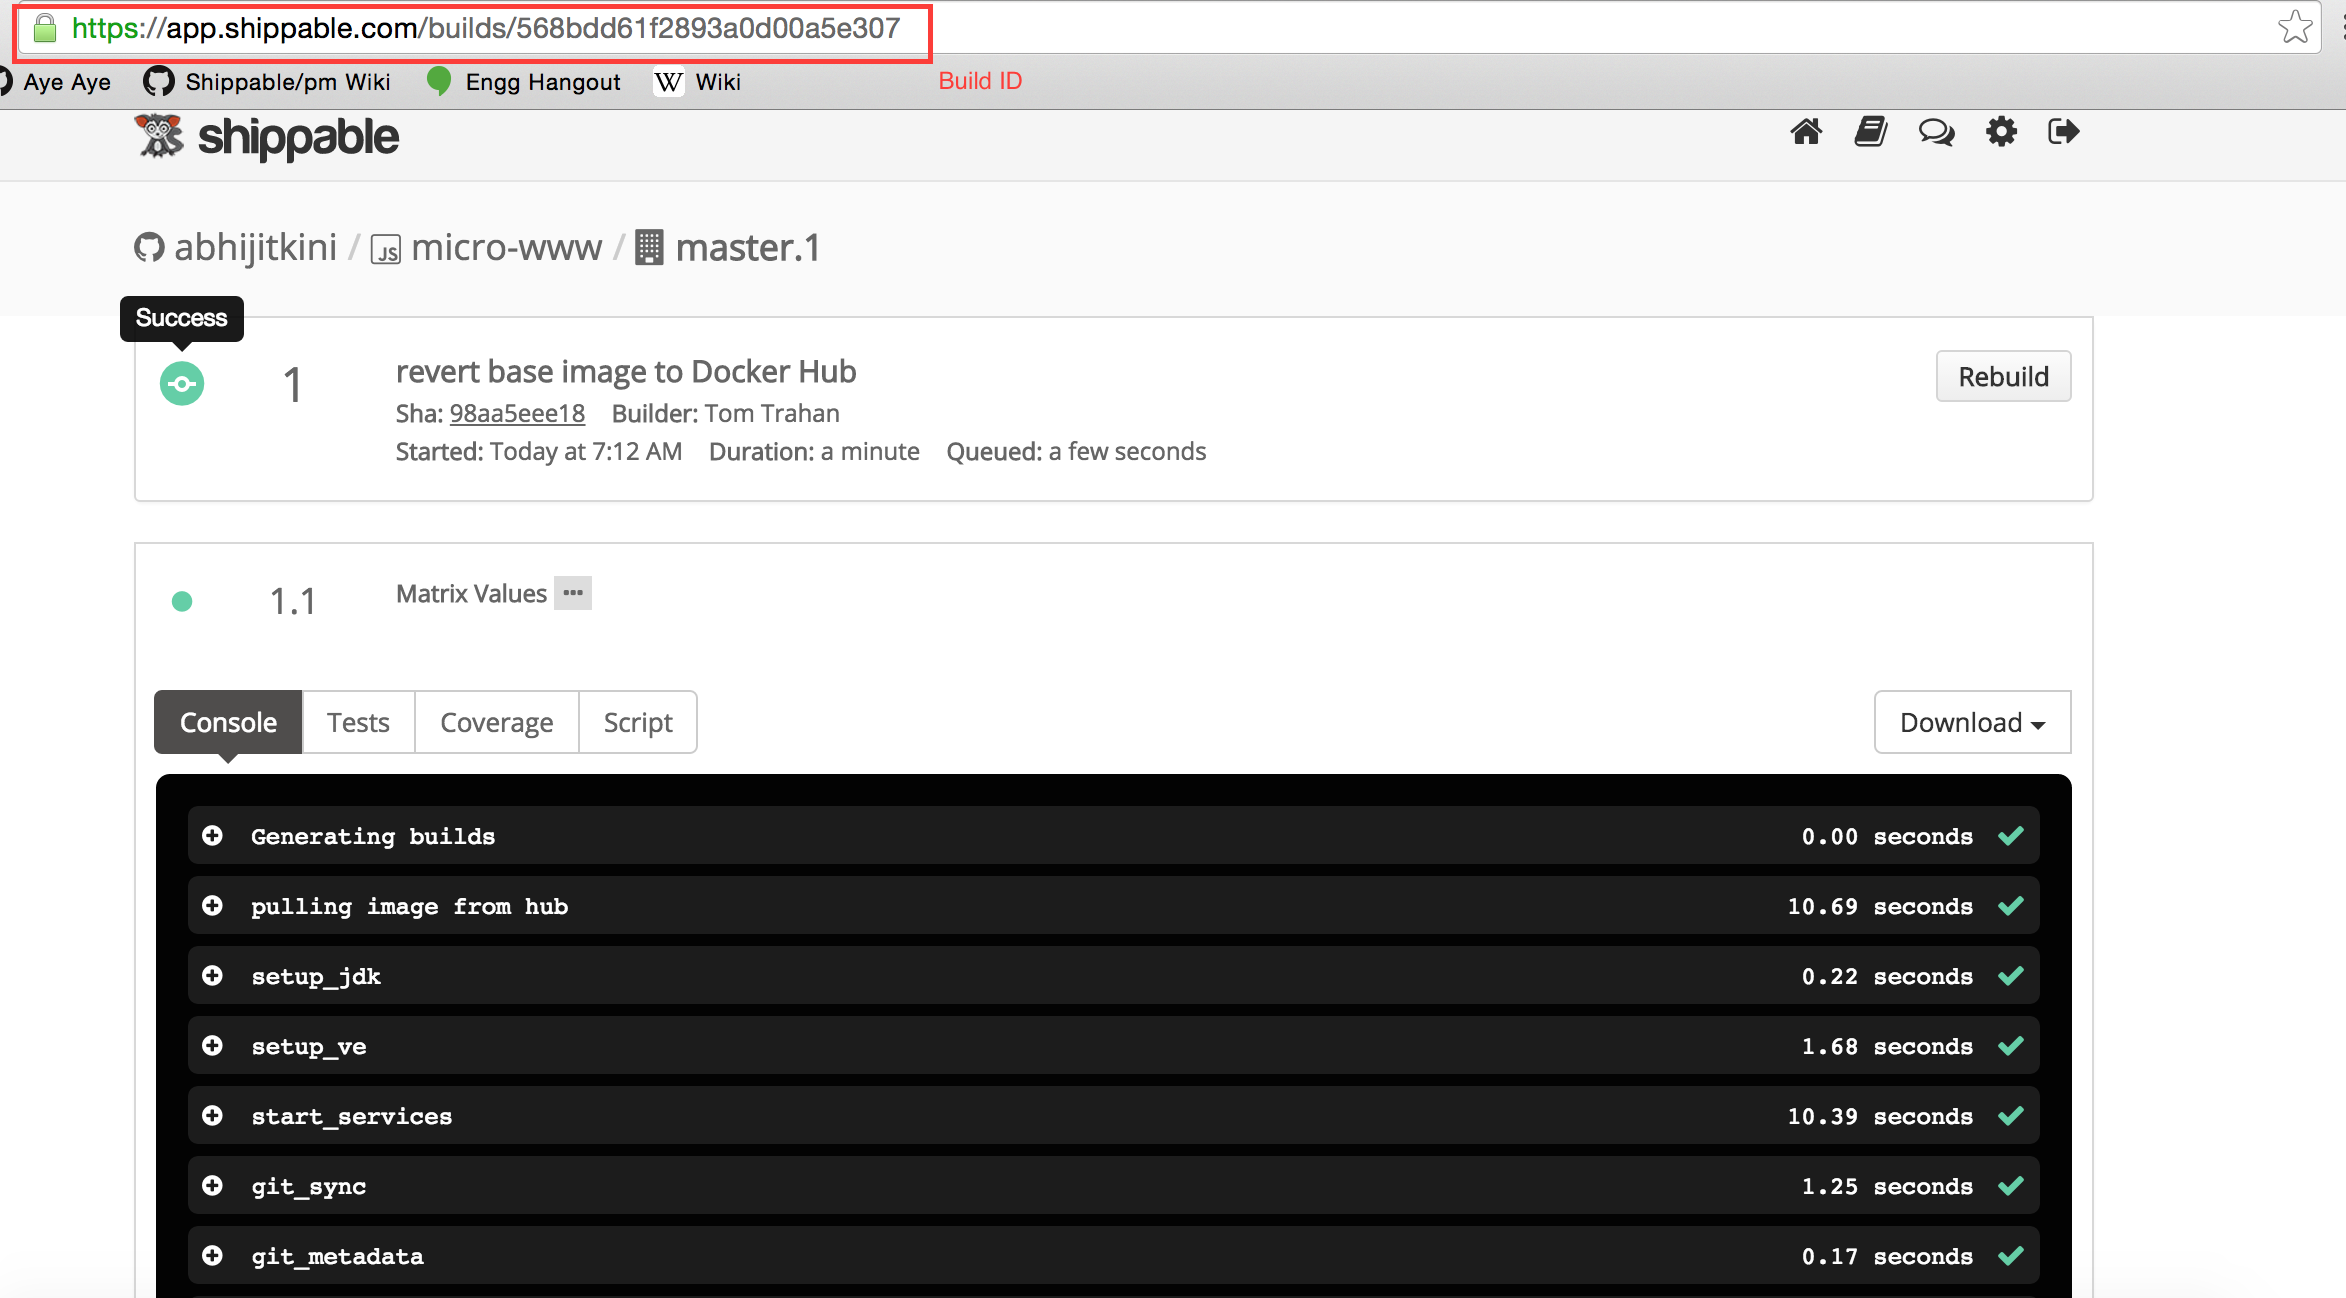 https://app.shippable.com/builds/568bdd61f2893a0d00a5e307
Aye Aye Shippable/pm Wiki Engg Hangout W Wiki Build ID
shippable
abhijitkini / JS micro-www / master.1
Success
1 revert base image to Docker Hub Rebuild
Sha: 98aa5eee18 Builder: Tom Trahan
Started: Today at 7:12 AM Duration: a minute Queued: a few seconds
1.1 Matrix Values ...
Console Tests Coverage Script Download
Generating builds 0.00 seconds
pulling image from hub 10.69 seconds
setup_jdk 0.22 seconds
setup_ve 1.68 seconds
start_services 10.39 seconds
git_sync 1.25 seconds
git_metadata 0.17 seconds